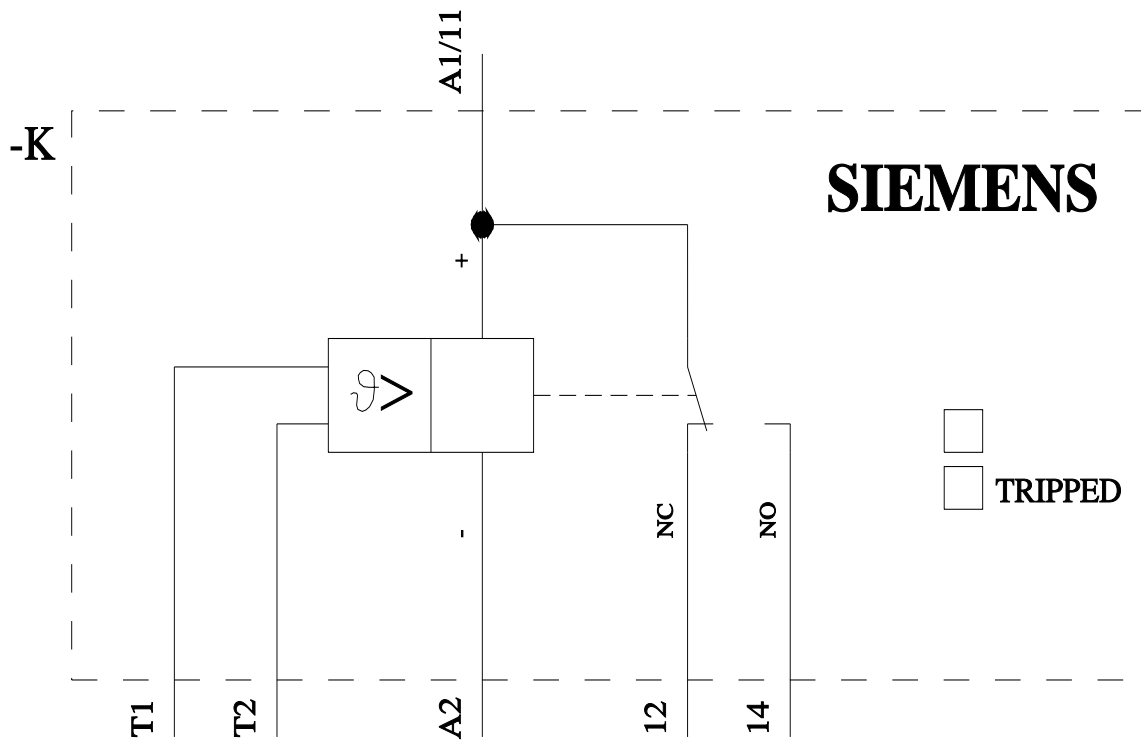 A1/11
-K
SIEMENS
+
ϑ>
-
NC
NO
TRIPPED
T1
T2
A2
12
14